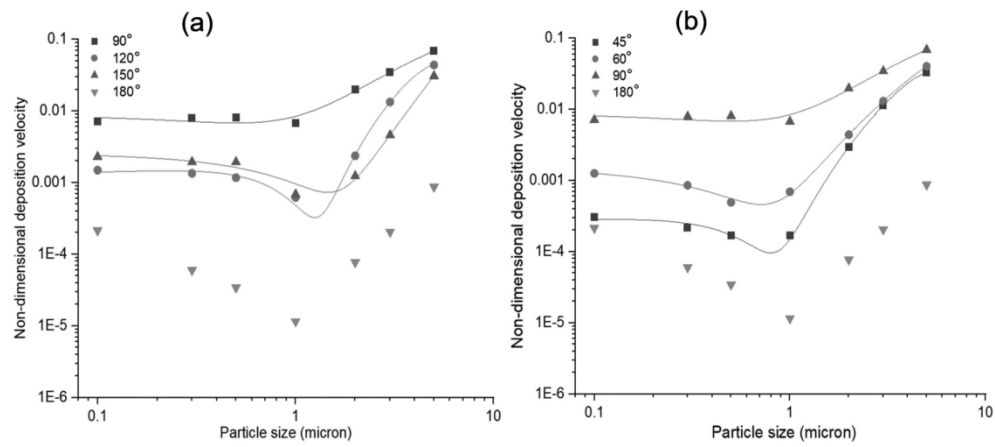 (a)
90°
120°
150°
180°
Non-dimensional deposition velocity
0.1
0.01
0.001
1E-4
1E-5
1E-6
0.1
1
10
Particle size (micron)
(b)
45°
60°
90°
180°
Non-dimensional deposition velocity
0.1
0.01
0.001
1E-4
1E-5
1E-6
0.1
1
10
Particle size (micron)